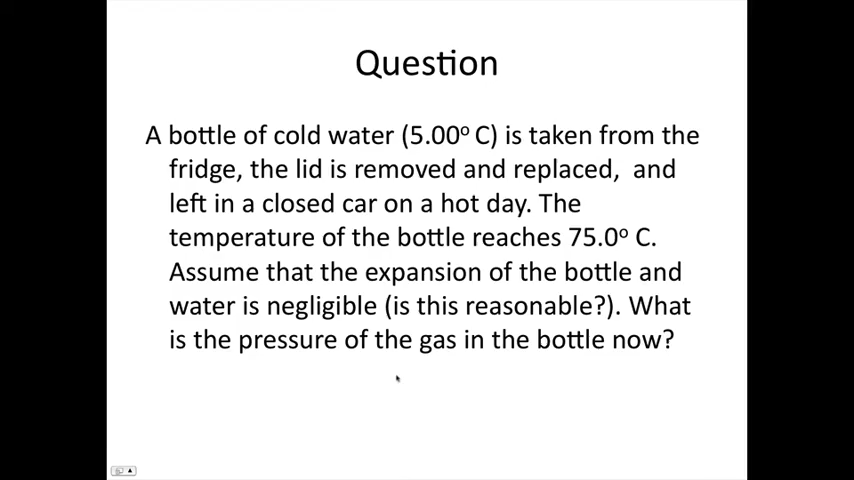 Question
A bottle of cold water (5.00º C) is taken from the
fridge, the lid is removed and replaced, and
left in a closed car on a hot day. The
temperature of the bottle reaches 75.0º C.
Assume that the expansion of the bottle and
water is negligible (is this reasonable?). What
is the pressure of the gas in the bottle now?